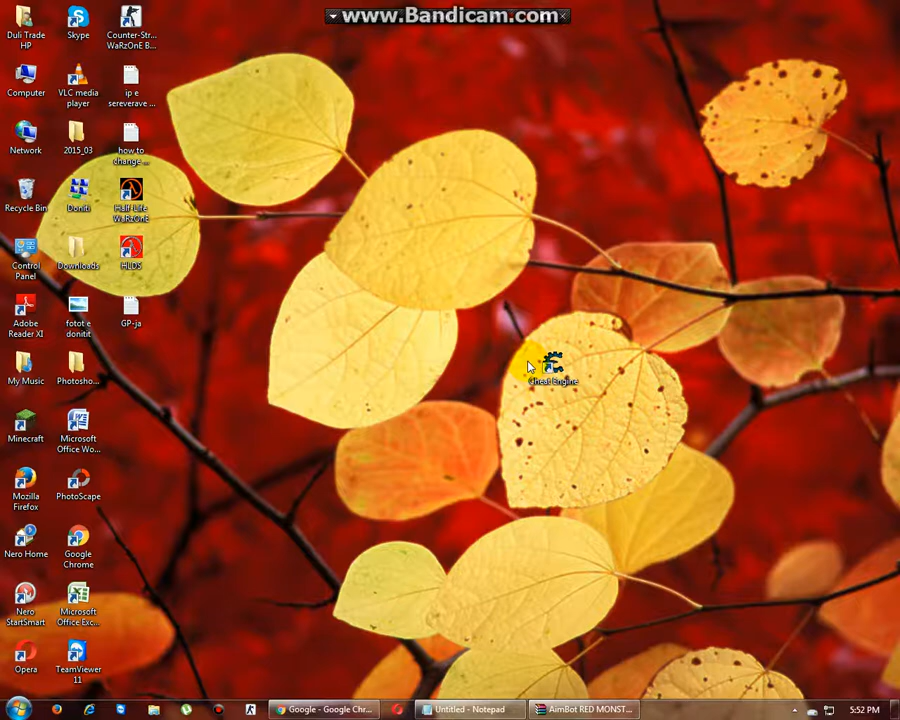 www.Bandicam.com
Duli Trade
HP
Skype
Counter-Str...
WaRzOnE B...
Computer
VLC media
player
ip e
sereverave ...
Network
2015_03
how to
change ...
Recycle Bin
Doniti
Half-Life
WaRzOnE
Control
Panel
Downloads
HLDS
Adobe
Reader XI
fotot e
donitit
GP-ja
My Music
Photosho...
Cheat Engine
Minecraft
Microsoft
Office Wo...
Mozilla
Firefox
PhotoScape
Nero Home
Google
Chrome
Nero
StartSmart
Microsoft
Office Exc...
Opera
TeamViewer
11
Google - Google Chr...
Untitled - Notepad
AimBot RED MONST...
5:52 PM